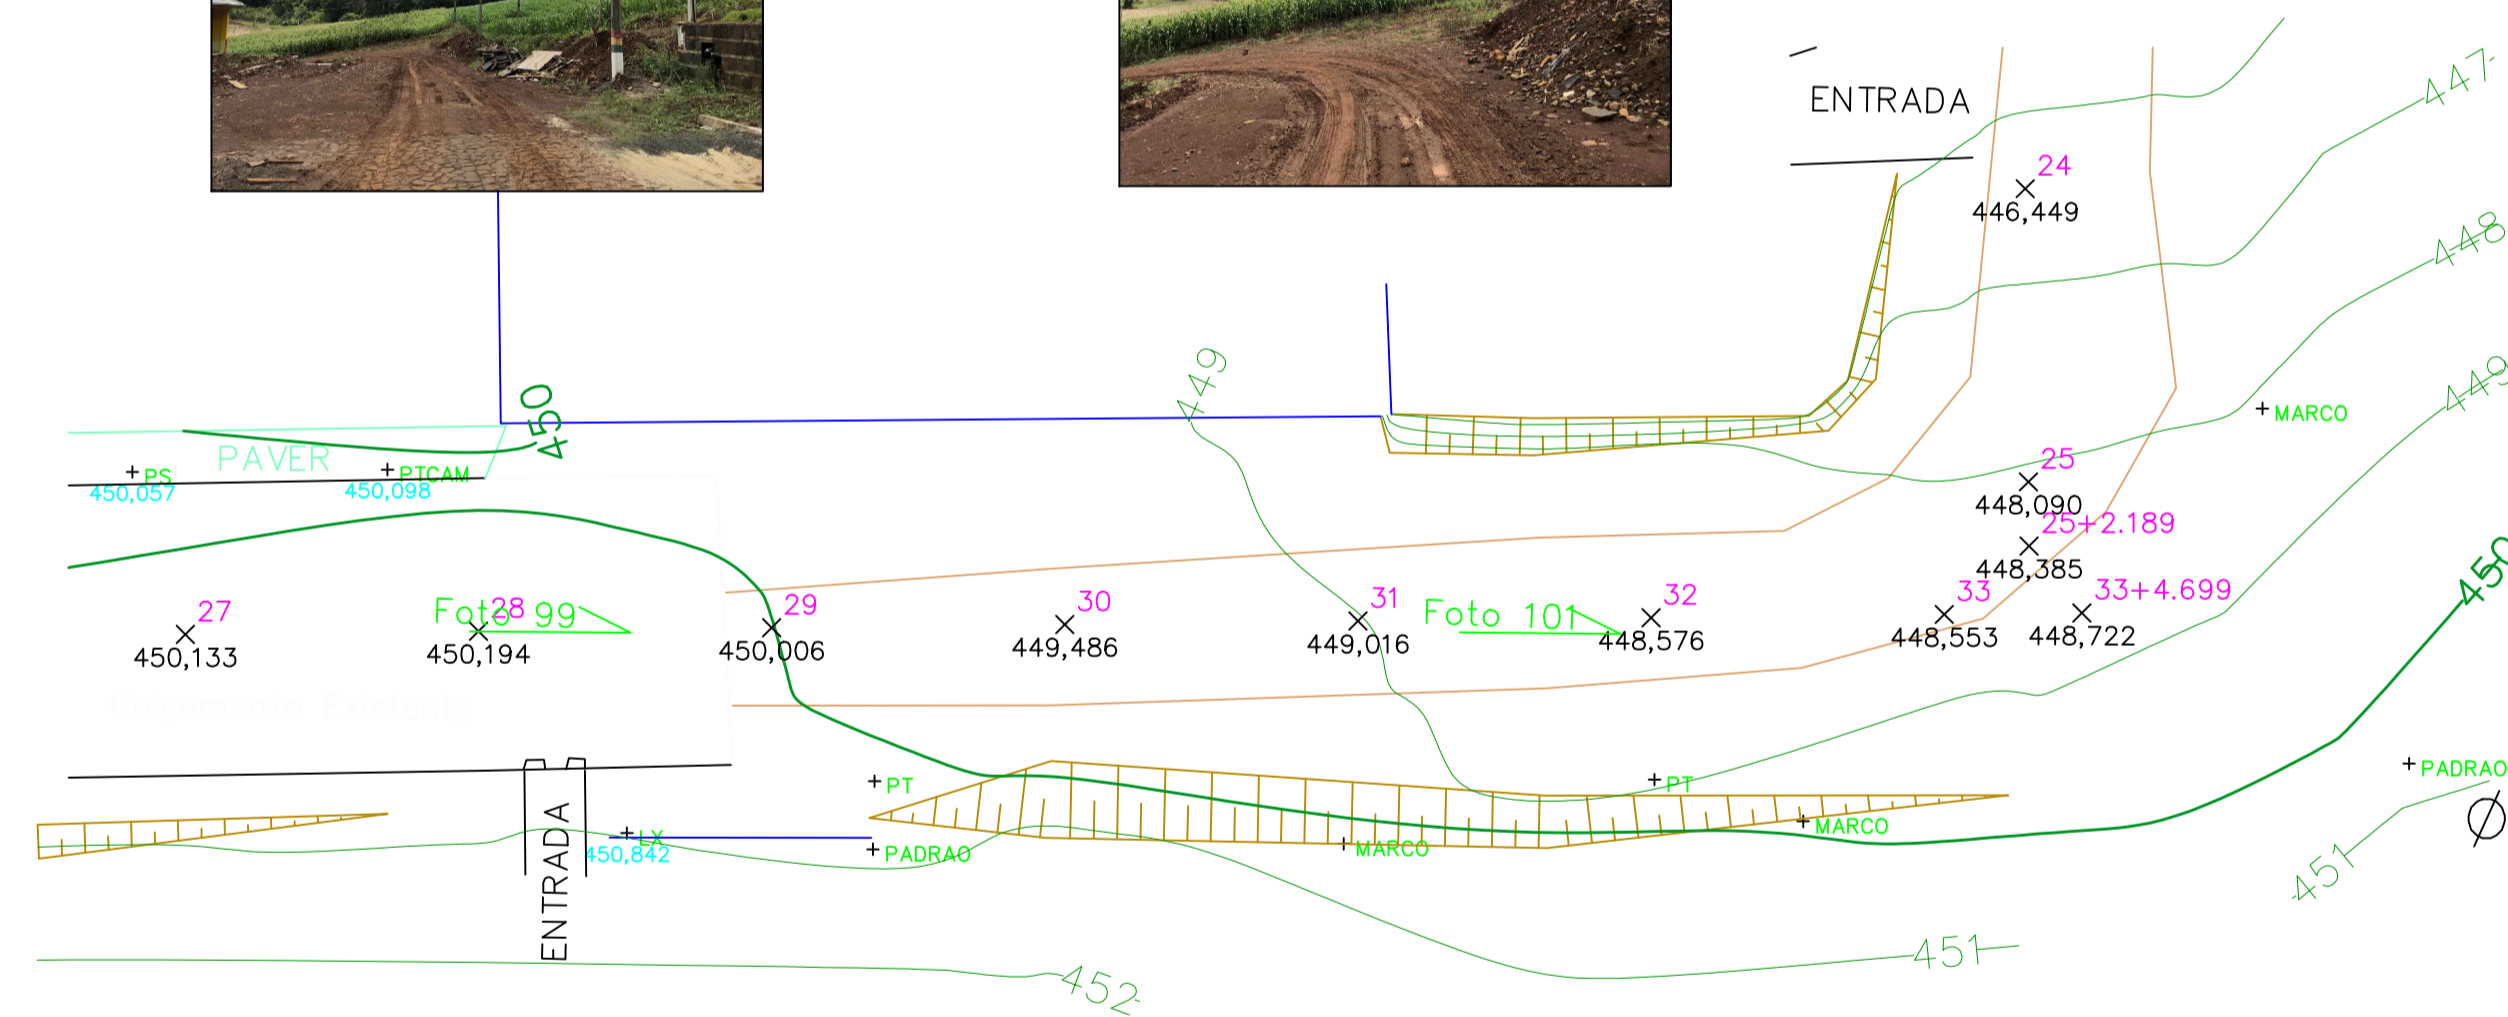 ENTRADA
447
24
446,449
448
449
450
449
MARCO
PAVER
PS
450,057
PTCAM
450,098
25
448,090
25+2.189
448,385
450
27
450,133
Foto 99
28
450,194
29
450,006
30
449,486
31
449,016
Foto 101
32
448,576
33
448,553
33+4.699
448,722
Calçamento Existente
PT
PT
PADRAO
ENTRADA
LX
450,842
PADRAO
MARCO
MARCO
451
451
452